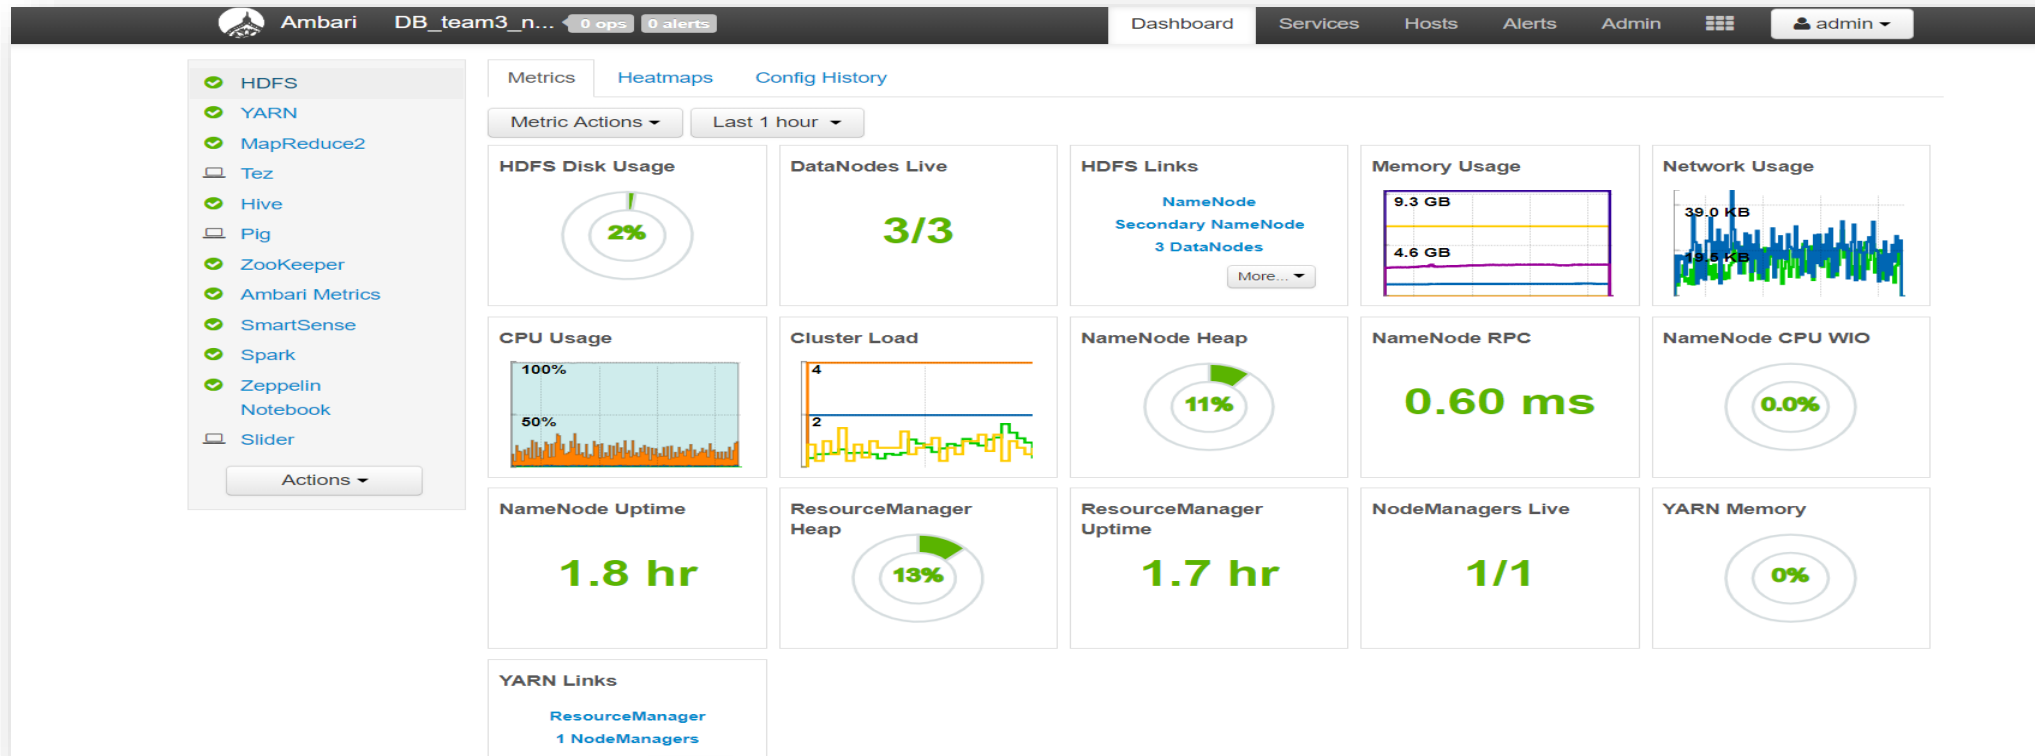 Ambari DB_team3_n... 0 ops 0 alerts Dashboard Services Hosts Alerts Admin admin
HDFS
YARN
MapReduce2
Tez
Hive
Pig
ZooKeeper
Ambari Metrics
SmartSense
Spark
Zeppelin
Notebook
Slider
Actions
Metrics Heatmaps Config History
Metric Actions Last 1 hour
HDFS Disk Usage
2%
DataNodes Live
3/3
HDFS Links
NameNode
Secondary NameNode
3 DataNodes
More...
Memory Usage
9.3 GB
4.6 GB
Network Usage
39.0 KB
19.5 KB
CPU Usage
100%
50%
Cluster Load
4
2
NameNode Heap
11%
NameNode RPC
0.60 ms
NameNode CPU WIO
0.0%
NameNode Uptime
1.8 hr
ResourceManager
Heap
13%
ResourceManager
Uptime
1.7 hr
NodeManagers Live
1/1
YARN Memory
0%
YARN Links
ResourceManager
1 NodeManagers